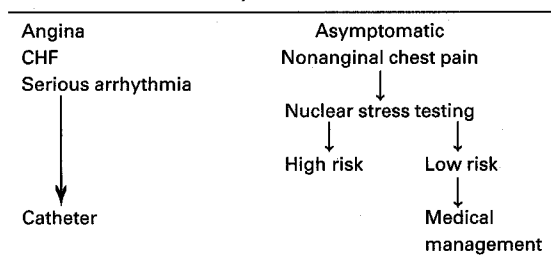 Angina
CHF
Serious arrhythmia
Catheter
Asymptomatic
Nonanginal chest pain
Nuclear stress testing
High risk
Low risk
Medical
management